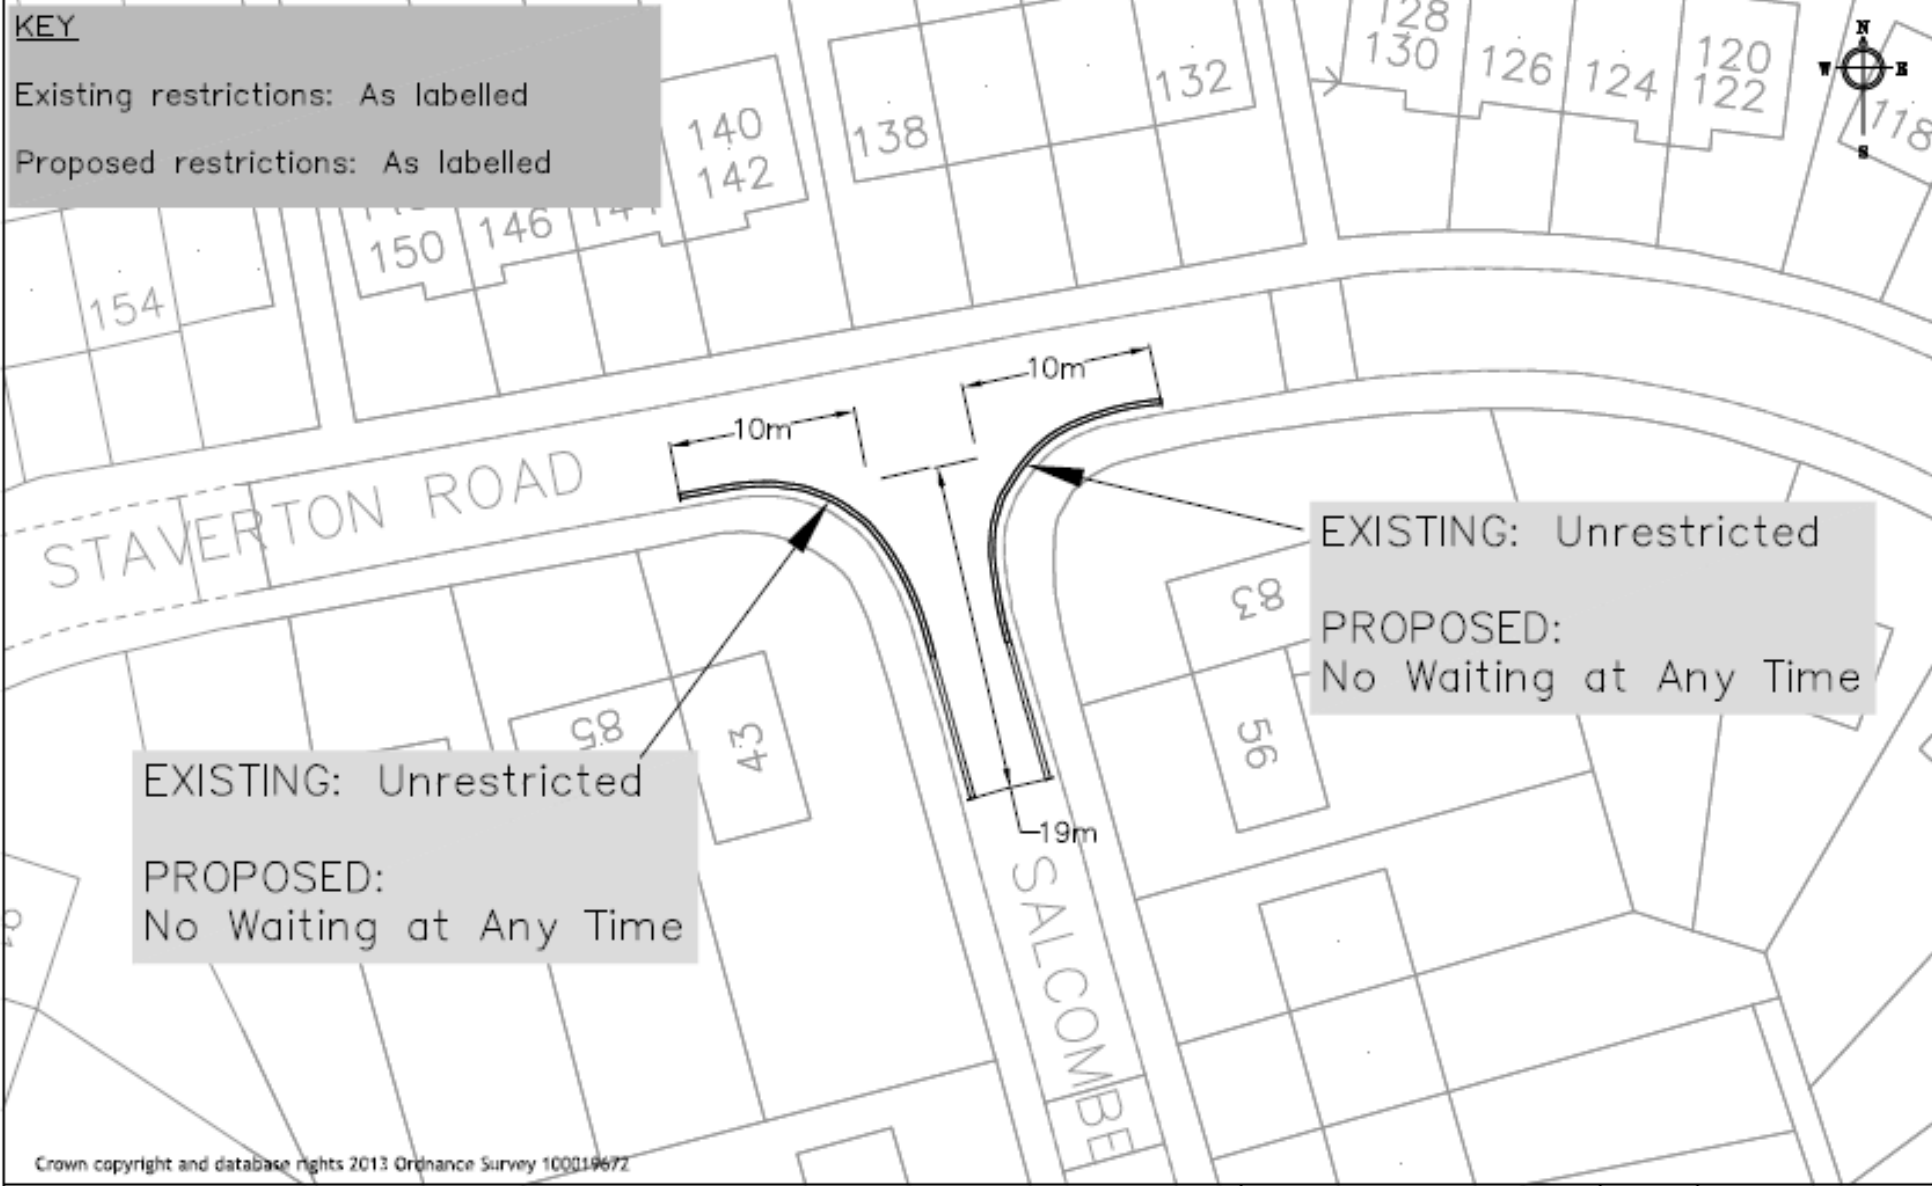 KEY
Existing restrictions: As labelled
Proposed restrictions: As labelled
128
130
126
124
120
122
118
N
W E
S
132
138
140
142
146
150
154
10m
10m
STAVERTON ROAD
EXISTING: Unrestricted
PROPOSED:
No Waiting at Any Time
83
56
85
43
EXISTING: Unrestricted
PROPOSED:
No Waiting at Any Time
19m
SALCOMBE
Crown copyright and database rights 2013 Ordnance Survey 100019672